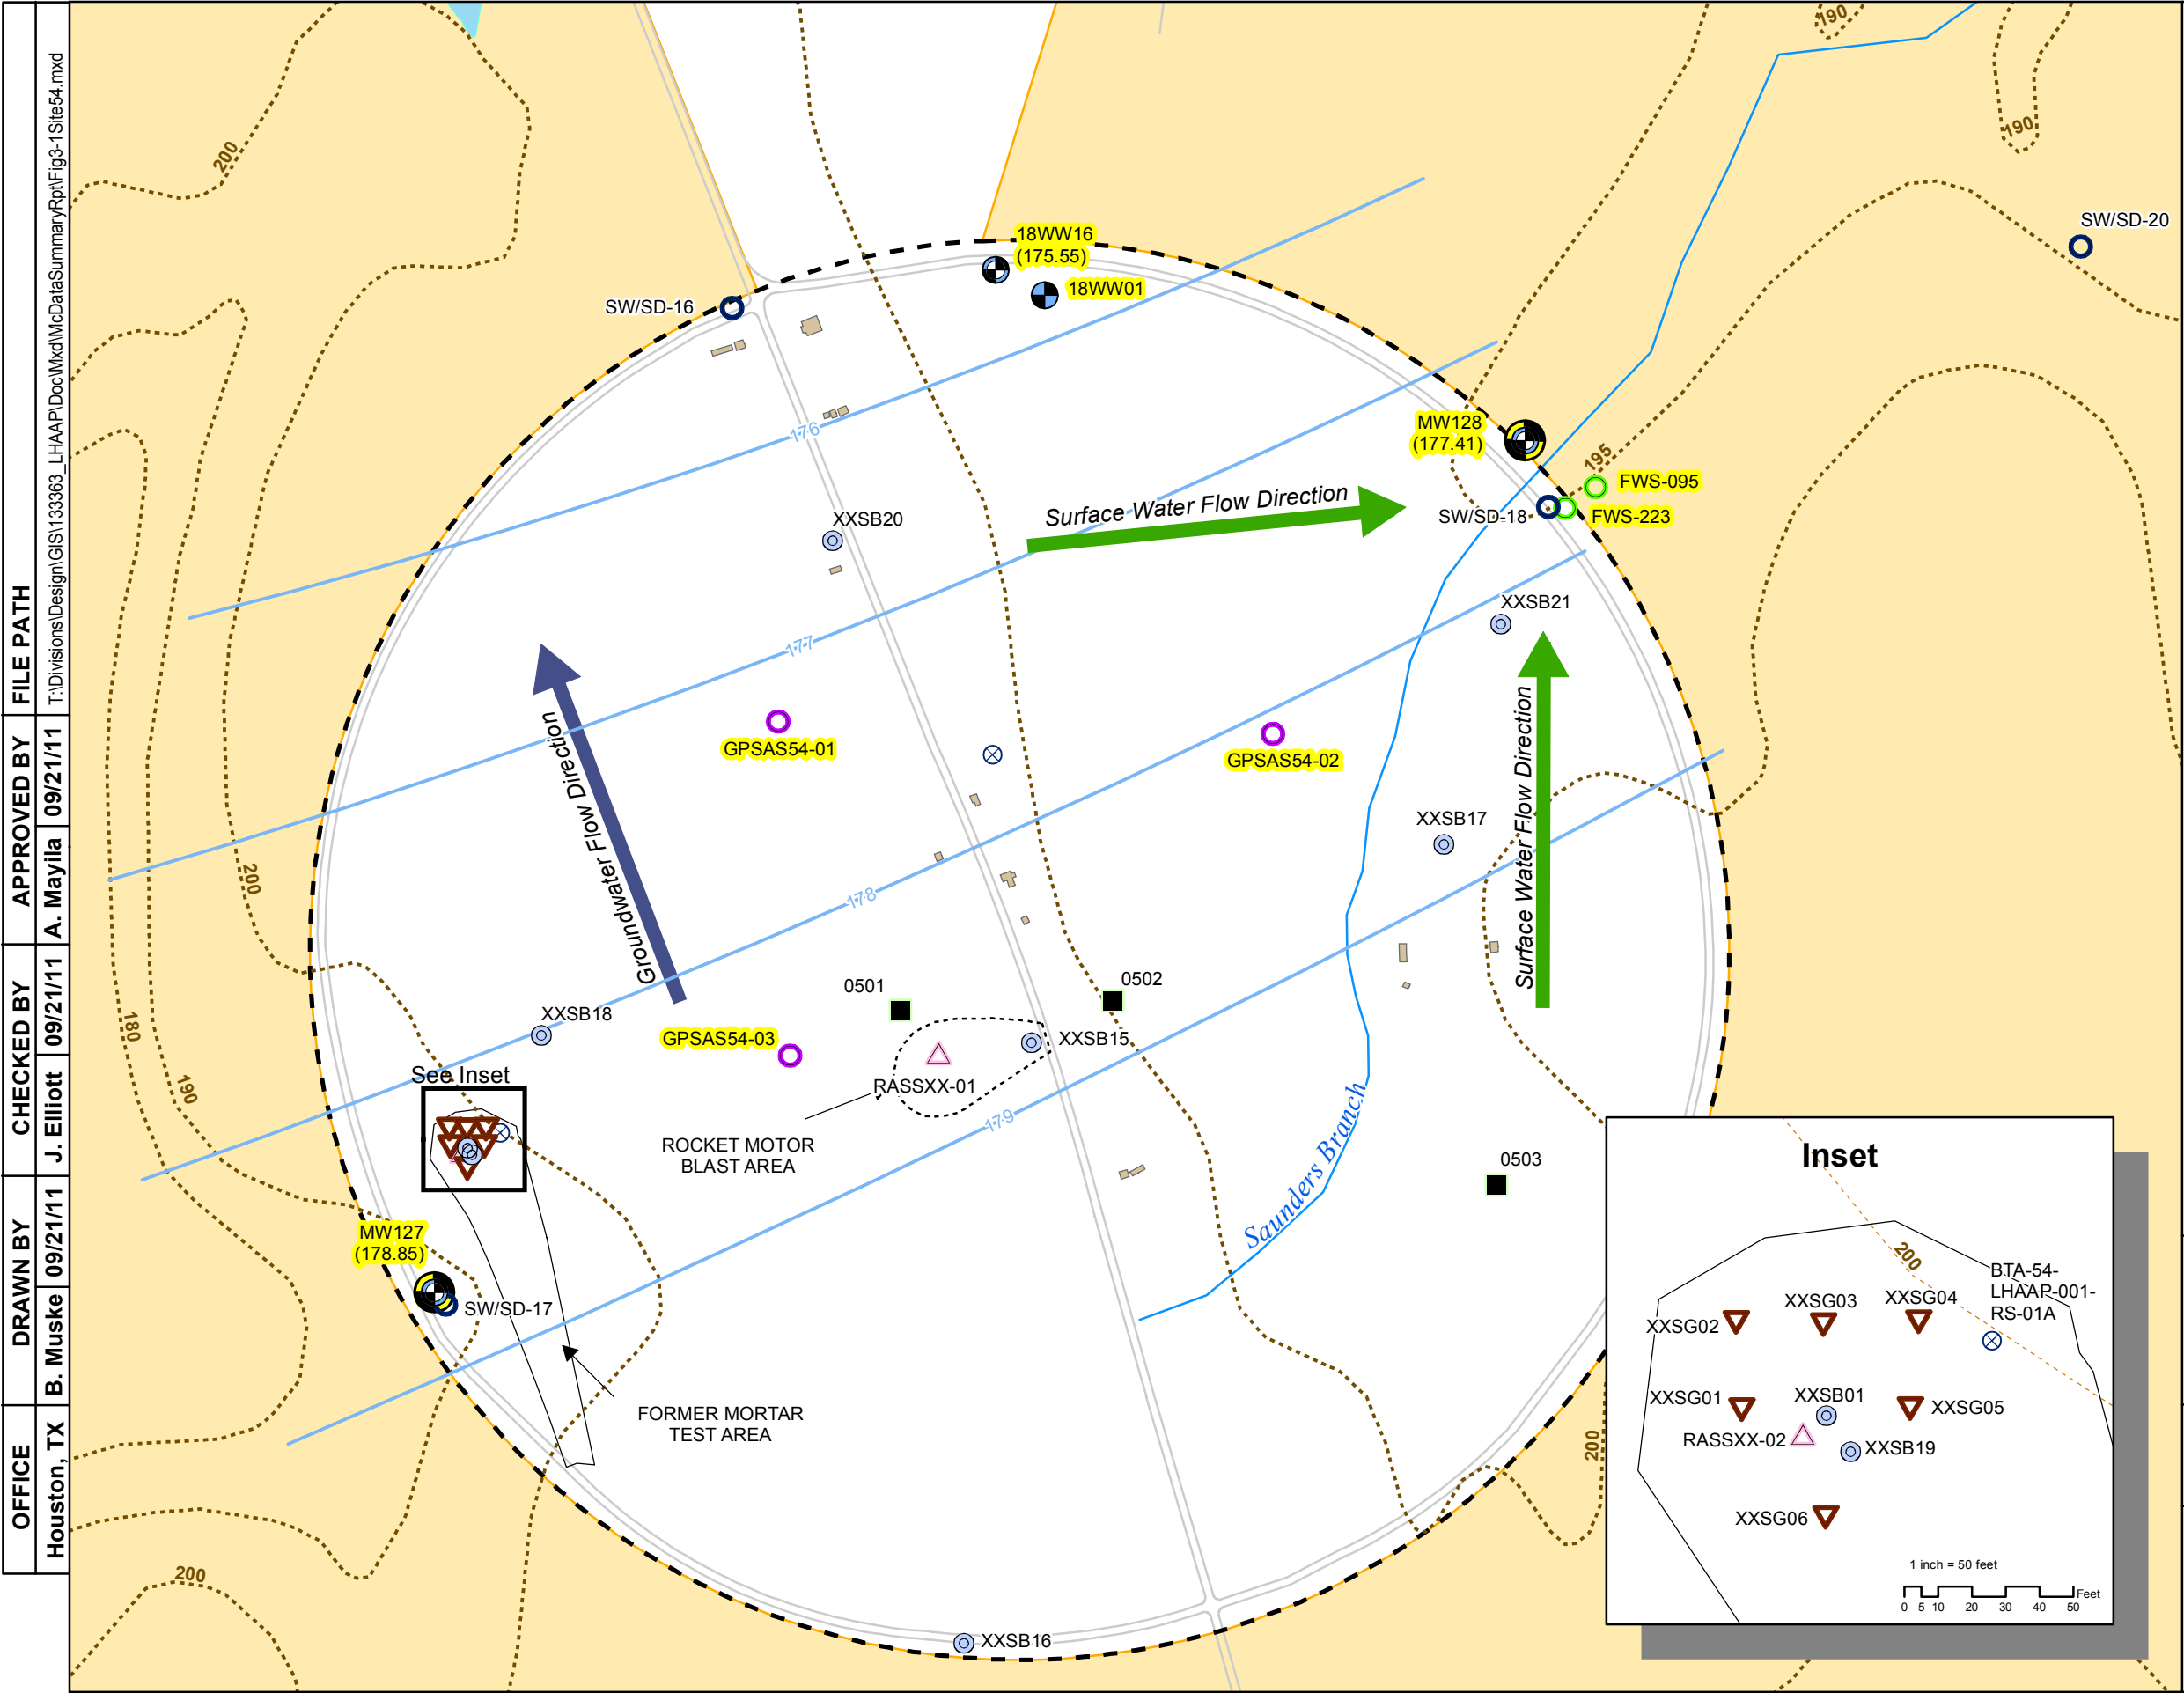 FILE PATH
T:\Divisions\Design\GIS\133363_LHAAP\Doc\Mxd\McDataSummaryRpt\Fig3-1Site54.mxd
APPROVED BY
A. Mayila
09/21/11
CHECKED BY
J. Elliott
09/21/11
DRAWN BY
B. Muske
09/21/11
OFFICE
Houston, TX
190
200
190
SW/SD-20
18WW16
(175.55)
18WW01
SW/SD-16
176
MW128
(177.41)
195
FWS-095
FWS-223
SW/SD-18
Surface Water Flow Direction
XXSB20
XXSB21
177
GPSAS54-01
GPSAS54-02
Groundwater Flow Direction
Surface Water Flow Direction
XXSB17
200
178
0501
0502
XXSB18
180
GPSAS54-03
XXSB15
RASSXX-01
See Inset
190
179
ROCKET MOTOR
BLAST AREA
Saunders Branch
0503
MW127
(178.85)
SW/SD-17
FORMER MORTAR
TEST AREA
200
200
XXSB16
Inset
200
BTA-54-
LHAAP-001-
RS-01A
XXSG02
XXSG03
XXSG04
XXSG01
XXSB01
XXSG05
RASSXX-02
XXSB19
XXSG06
1 inch = 50 feet
Feet
0 5 10 20 30 40 50